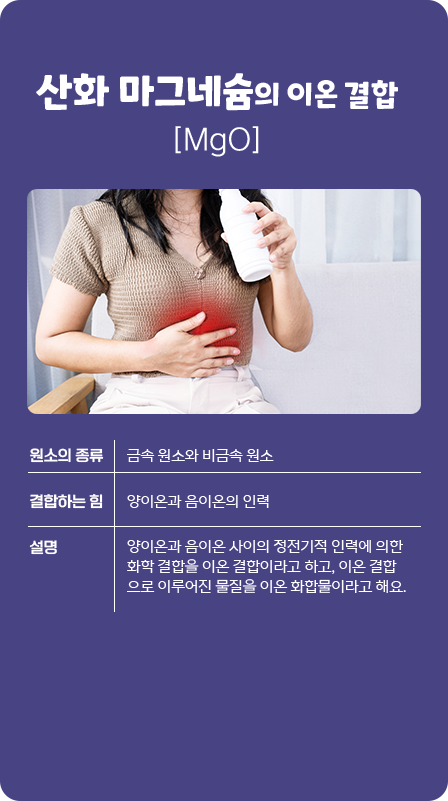 산화 마그네슘의 이온 결합
[MgO]
원소의 종류
금속 원소와 비금속 원소
결합하는 힘
양이온과 음이온의 인력
설명
양이온과 음이온 사이의 정전기적 인력에 의한
화학 결합을 이온 결합이라고 하고, 이온 결합
으로 이루어진 물질을 이온 화합물이라고 해요.